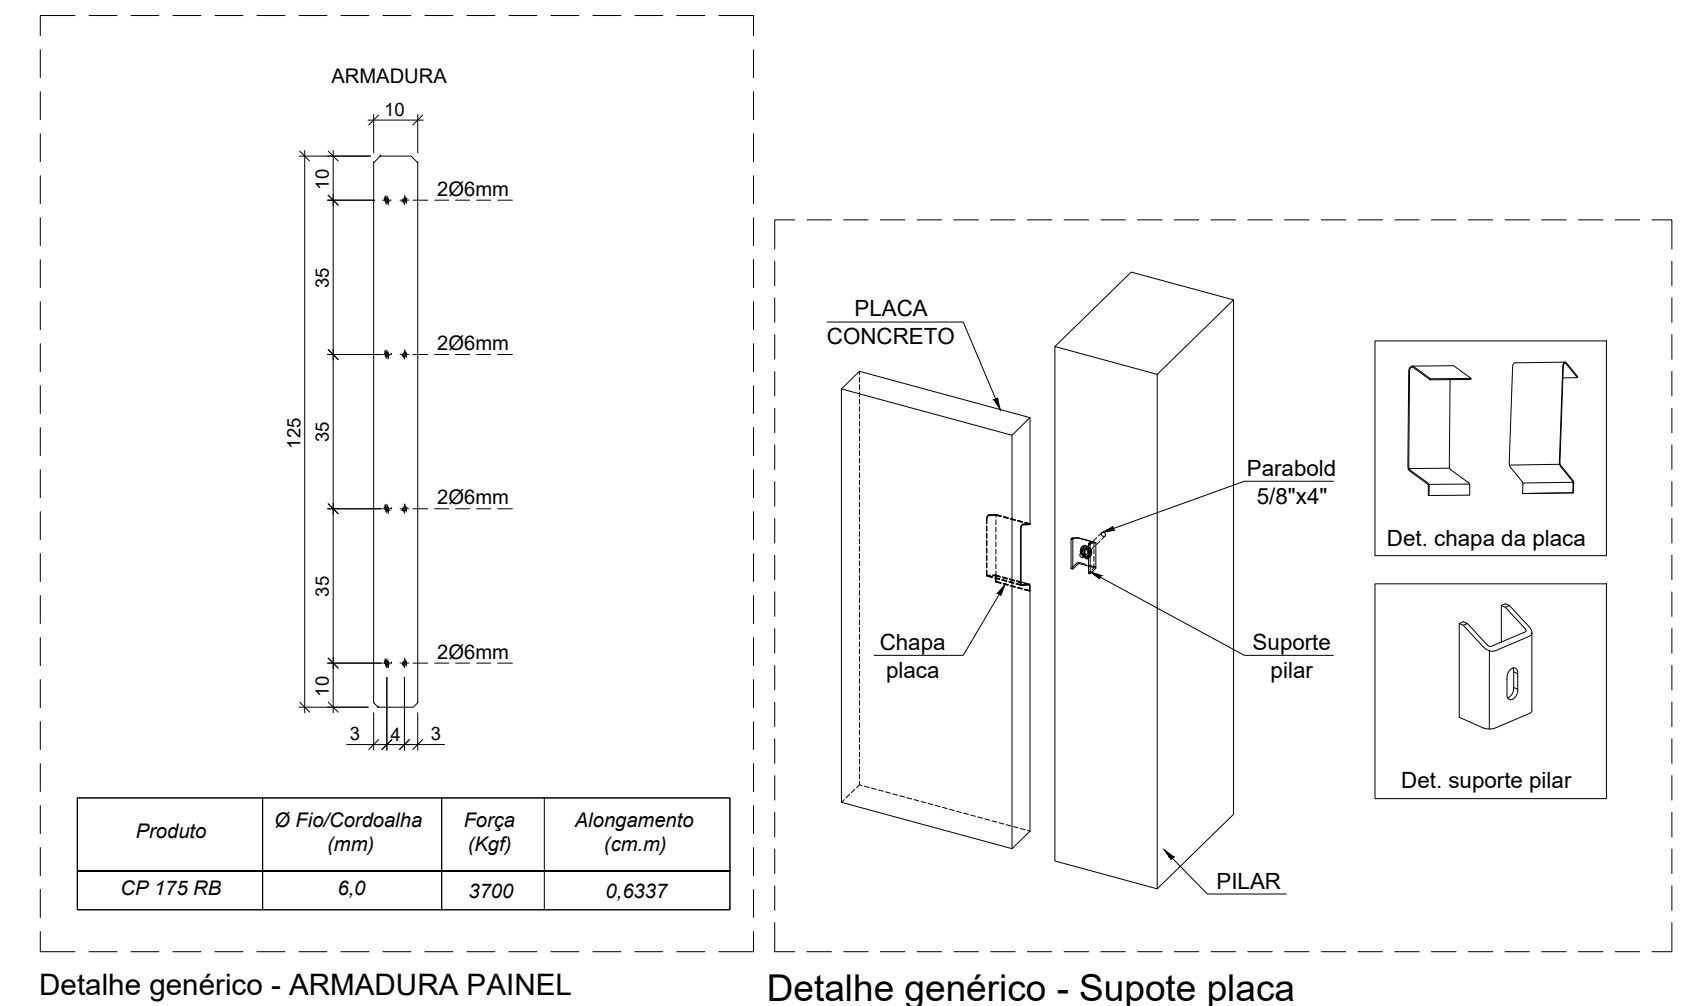 ARMADURA
10
10
2Ø6mm
35
2Ø6mm
125
35
2Ø6mm
35
2Ø6mm
10
3 4 3
Produto Ø Fio/Cordoalha (mm) Força (Kgf) Alongamento (cm.m)
CP 175 RB 6,0 3700 0,6337
Detalhe genérico - ARMADURA PAINEL
PLACA
CONCRETO
Parabold
5/8"x4"
Chapa
placa
Suporte
pilar
PILAR
Det. chapa da placa
Det. suporte pilar
Detalhe genérico - Supote placa